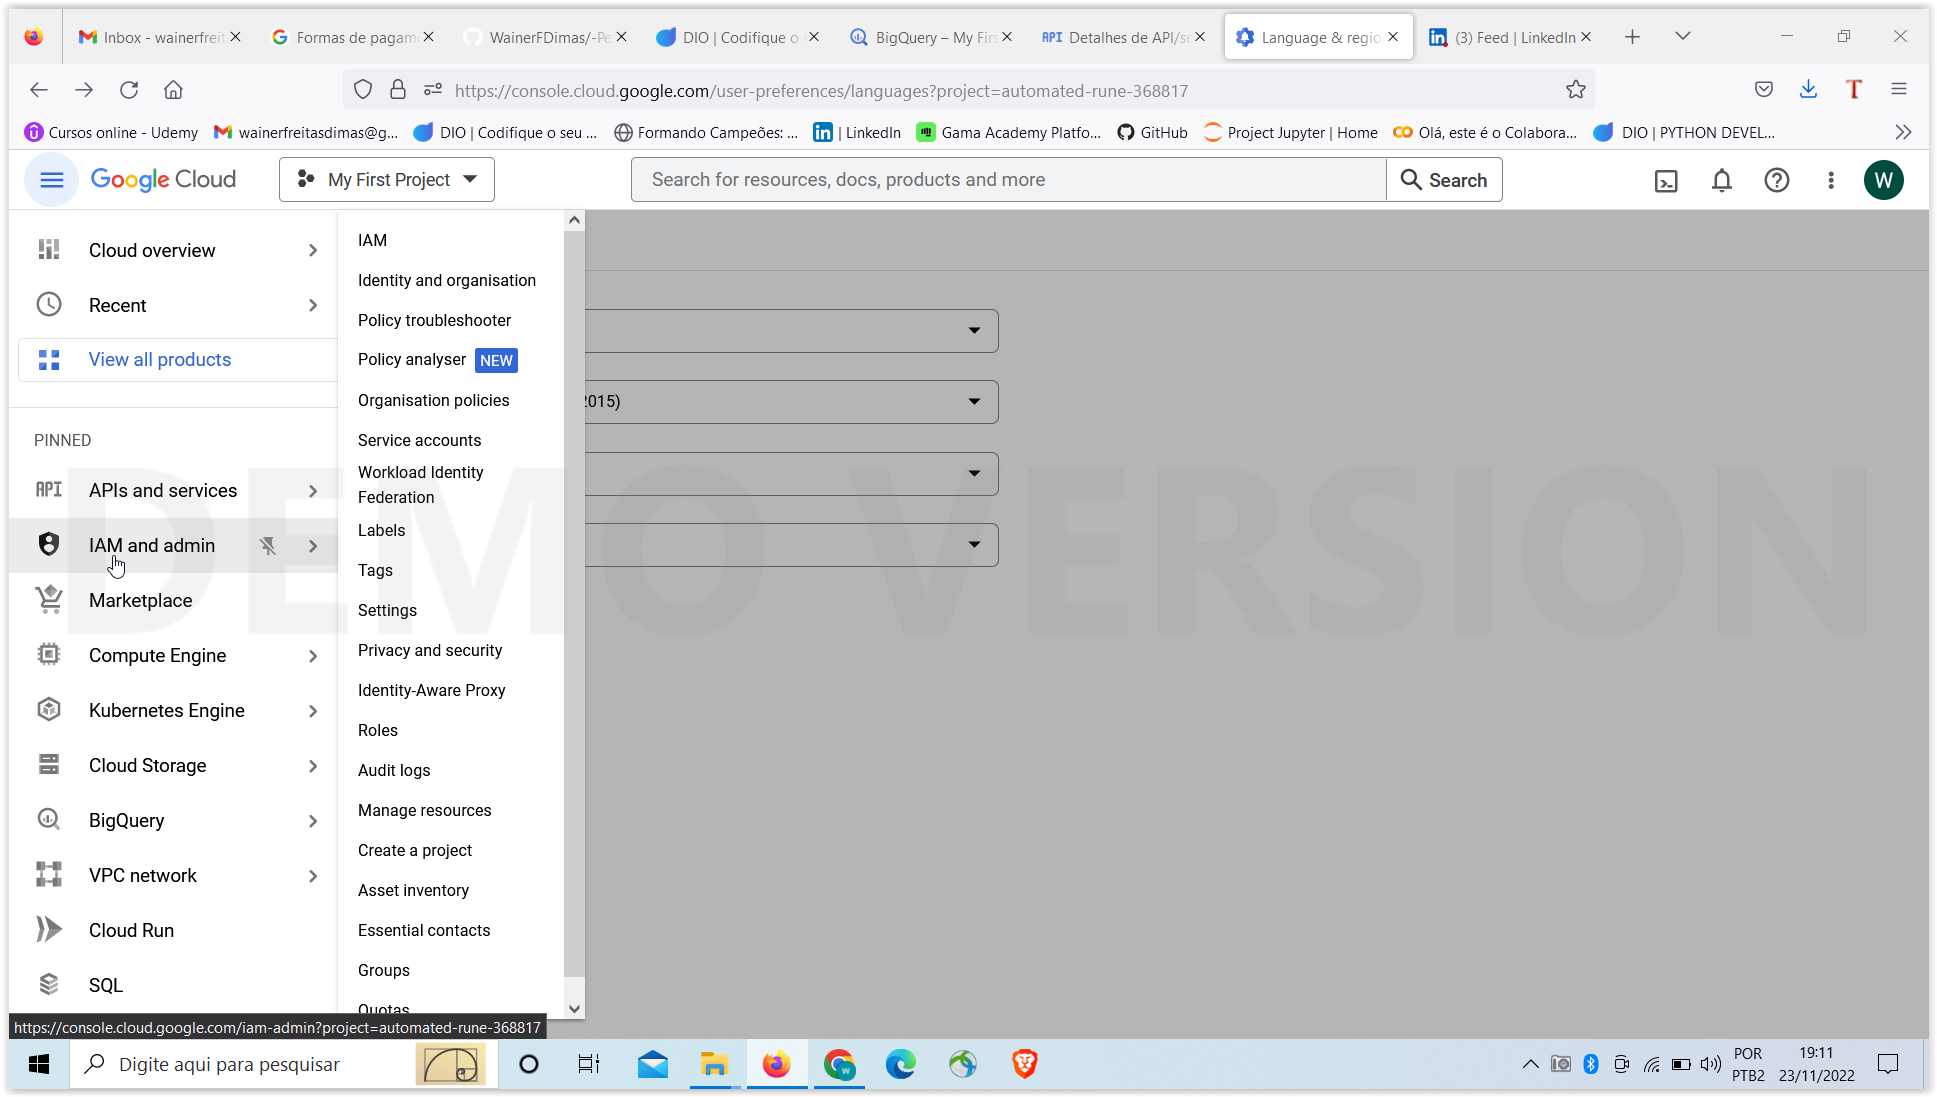 Inbox - wainerfreit
Formas de pagam
WainerFDimas/-Pe
DIO | Codifique o s
BigQuery – My Firs
API Detalhes de API/se
Language & regio
(3) Feed | LinkedIn
https://console.cloud.google.com/user-preferences/languages?project=automated-rune-368817
T
Cursos online - Udemy
wainerfreitasdimas@g...
DIO | Codifique o seu ...
Formando Campeões: ...
| LinkedIn
Gama Academy Platfo...
GitHub
Project Jupyter | Home
Olá, este é o Colabora...
DIO | PYTHON DEVEL...
Google Cloud
My First Project
Search for resources, docs, products and more
Search
W
Cloud overview
Recent
View all products
PINNED
API APIs and services
IAM and admin
Marketplace
Compute Engine
Kubernetes Engine
Cloud Storage
BigQuery
VPC network
Cloud Run
SQL
IAM
Identity and organisation
Policy troubleshooter
Policy analyser NEW
Organisation policies
Service accounts
Workload Identity
Federation
Labels
Tags
Settings
Privacy and security
Identity-Aware Proxy
Roles
Audit logs
Manage resources
Create a project
Asset inventory
Essential contacts
Groups
Quotas
2015)
DEMO VERSION
https://console.cloud.google.com/iam-admin?project=automated-rune-368817
Digite aqui para pesquisar
POR
PTB2
19:11
23/11/2022